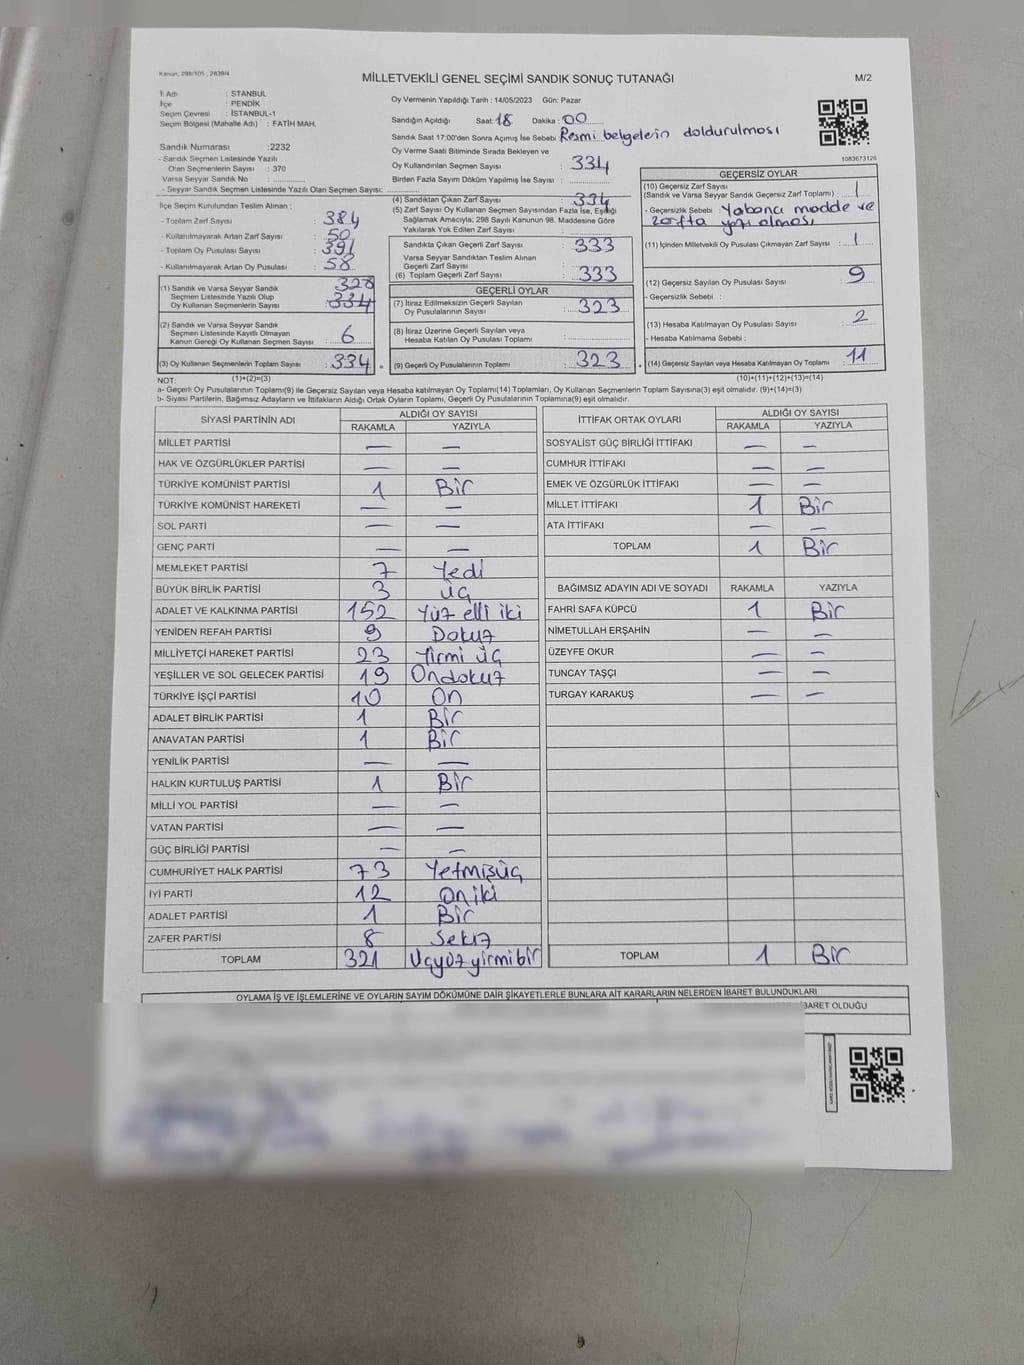 Kanun, 298/105 , 2839/4
MİLLETVEKİLİ GENEL SEÇİMİ SANDIK SONUÇ TUTANAĞI
M/2
İl Adı : STANBUL
İlçe : PENDİK
Seçim Çevresi : İSTANBUL-1
Seçim Bölgesi (Mahalle Adı) : FATİH MAH.
Sandık Numarası :2232
- Sandık Seçmen Listesinde Yazılı
Olan Seçmenlerin Sayısı : 370
Varsa Seyyar Sandık No :
- Seyyar Sandık Seçmen Listesinde Yazılı Olan Seçmen Sayısı:
Oy Vermenin Yapıldığı Tarih : 14/05/2023 Gün: Pazar
Sandığın Açıldığı Saat: 18 Dakika : 00
Sandık Saat 17:00'den Sonra Açımış İse Sebebi : Resmi belgelerin doldurulması
Oy Verme Saati Bitiminde Sırada Bekleyen ve
Oy Kullandırılan Seçmen Sayısı : 334
Birden Fazla Sayım Döküm Yapılmış İse Sayısı :
1083673126
İlçe Seçim Kurulundan Teslim Alınan ;
- Toplam Zarf Sayısı : 384
- Kullanılmayarak Artan Zarf Sayısı : 50
- Toplam Oy Pusulası Sayısı : 391
- Kullanılmayarak Artan Oy Pusulası : 58
(1) Sandık ve Varsa Seyyar Sandık
Seçmen Listesinde Yazılı Olup
Oy Kullanan Seçmenlerin Sayısı : 328
334
(2) Sandık ve Varsa Seyyar Sandık
Seçmen Listesinde Kayıtlı Olmayan
Kanun Gereği Oy Kullanan Seçmen Sayısı : 6
(3) Oy Kullanan Seçmenlerin Toplam Sayısı : 334
(1)+(2)=(3)
(4) Sandıktan Çıkan Zarf Sayısı : 334
(5) Zarf Sayısı Oy Kullanan Seçmen Sayısından Fazla İse, Eşitliği
Sağlamak Amacıyla; 298 Sayılı Kanunun 98. Maddesine Göre
Yakılarak Yok Edilen Zarf Sayısı :
Sandıkta Çıkan Geçerli Zarf Sayısı : 333
Varsa Seyyar Sandıktan Teslim Alınan
Geçerli Zarf Sayısı :
(6) Toplam Geçerli Zarf Sayısı : 333
GEÇERLİ OYLAR
(7) İtiraz Edilmeksizin Geçerli Sayılan
Oy Pusulalarının Sayısı : 323
(8) İtiraz Üzerine Geçerli Sayılan veya
Hesaba Katılan Oy Pusulası Toplamı :
(9) Geçerli Oy Pusulalarının Toplamı : 323
GEÇERSİZ OYLAR
(10) Geçersiz Zarf Sayısı
(Sandık ve Varsa Seyyar Sandık Geçersiz Zarf Toplamı) : 1
- Geçersizlik Sebebi : Yabancı madde ve
zarfta yazı olması
(11) İçinden Milletvekili Oy Pusulası Çıkmayan Zarf Sayısı : 1
(12) Geçersiz Sayılan Oy Pusulası Sayısı : 9
- Geçersizlik Sebebi :
(13) Hesaba Katılmayan Oy Pusulası Sayısı : 2
- Hesaba Katılmama Sebebi :
(14) Geçersiz Sayılan veya Hesaba Katılmayan Oy Toplamı : 11
(10)+(11)+(12)+(13)=(14)
NOT:
a- Geçerli Oy Pusulalarının Toplamı(9) ile Geçersiz Sayılan veya Hesaba katılmayan Oy Toplamı(14) Toplamları, Oy Kullanan Seçmenlerin Toplam Sayısına(3) eşit olmalıdır. (9)+(14)=(3)
b- Siyasi Partilerin, Bağımsız Adayların ve İttifakların Aldığı Ortak Oyların Toplamı, Geçerli Oy Pusulalarının Toplamına(9) eşit olmalıdır.
SİYASİ PARTİNİN ADI ALDIĞI OY SAYISI
RAKAMLA YAZIYLA
MİLLET PARTİSİ — —
HAK VE ÖZGÜRLÜKLER PARTİSİ — —
TÜRKİYE KOMÜNİST PARTİSİ 1 Bir
TÜRKİYE KOMÜNİST HAREKETİ — —
SOL PARTİ — —
GENÇ PARTİ — —
MEMLEKET PARTİSİ 7 Yedi
BÜYÜK BİRLİK PARTİSİ 3 Üç
ADALET VE KALKINMA PARTİSİ 152 Yüz elli iki
YENİDEN REFAH PARTİSİ 9 Dokuz
MİLLİYETÇİ HAREKET PARTİSİ 23 Yirmi üç
YEŞİLLER VE SOL GELECEK PARTİSİ 19 Ondokuz
TÜRKİYE İŞÇİ PARTİSİ 10 On
ADALET BİRLİK PARTİSİ 1 Bir
ANAVATAN PARTİSİ 1 Bir
YENİLİK PARTİSİ — —
HALKIN KURTULUŞ PARTİSİ 1 Bir
MİLLİ YOL PARTİSİ — —
VATAN PARTİSİ — —
GÜÇ BİRLİĞİ PARTİSİ — —
CUMHURİYET HALK PARTİSİ 73 Yetmişüç
İYİ PARTİ 12 Oniki
ADALET PARTİSİ 1 Bir
ZAFER PARTİSİ 8 Sekiz
TOPLAM 321 Üçyüzyirmibir
İTTİFAK ORTAK OYLARI ALDIĞI OY SAYISI
RAKAMLA YAZIYLA
SOSYALİST GÜÇ BİRLİĞİ İTTİFAKI — —
CUMHUR İTTİFAKI — —
EMEK VE ÖZGÜRLÜK İTTİFAKI — —
MİLLET İTTİFAKI 1 Bir
ATA İTTİFAKI — —
TOPLAM 1 Bir
BAĞIMSIZ ADAYIN ADI VE SOYADI RAKAMLA YAZIYLA
FAHRİ SAFA KÜPCÜ 1 Bir
NİMETULLAH ERŞAHİN — —
ÜZEYFE OKUR — —
TUNCAY TAŞÇI — —
TURGAY KARAKUŞ — —
TOPLAM 1 Bir
OYLAMA İŞ VE İŞLEMLERİNE VE OYLARIN SAYIM DÖKÜMÜNE DAİR ŞİKAYETLERLE BUNLARA AİT KARARLARIN NELERDEN İBARET BULUNDUKLARI
İBARET OLDUĞU